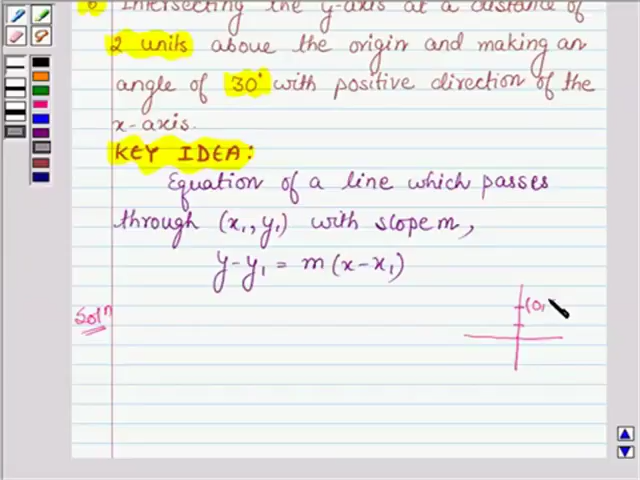 6 Intersecting the y-axis at a distance of
2 units above the origin and making an
angle of 30° with positive direction of the
x-axis.
KEY IDEA:
Equation of a line which passes
through (x₁, y₁) with slope m,
y-y₁ = m (x-x₁)
Solⁿ
(0,